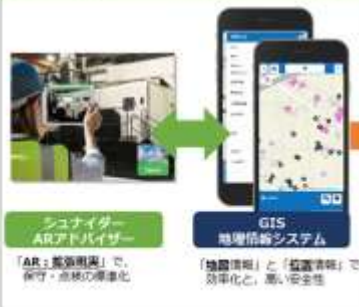 シュナイダー
ARアドバイザー
「AR：拡張現実」で、
保守・点検の標準化
GIS
地理情報システム
「地図情報」と「位置情報」で
効率化と、高い安全性